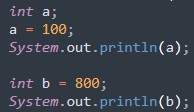 int a;
a = 100;
System.out.println(a);
int b = 800;
System.out.println(b);